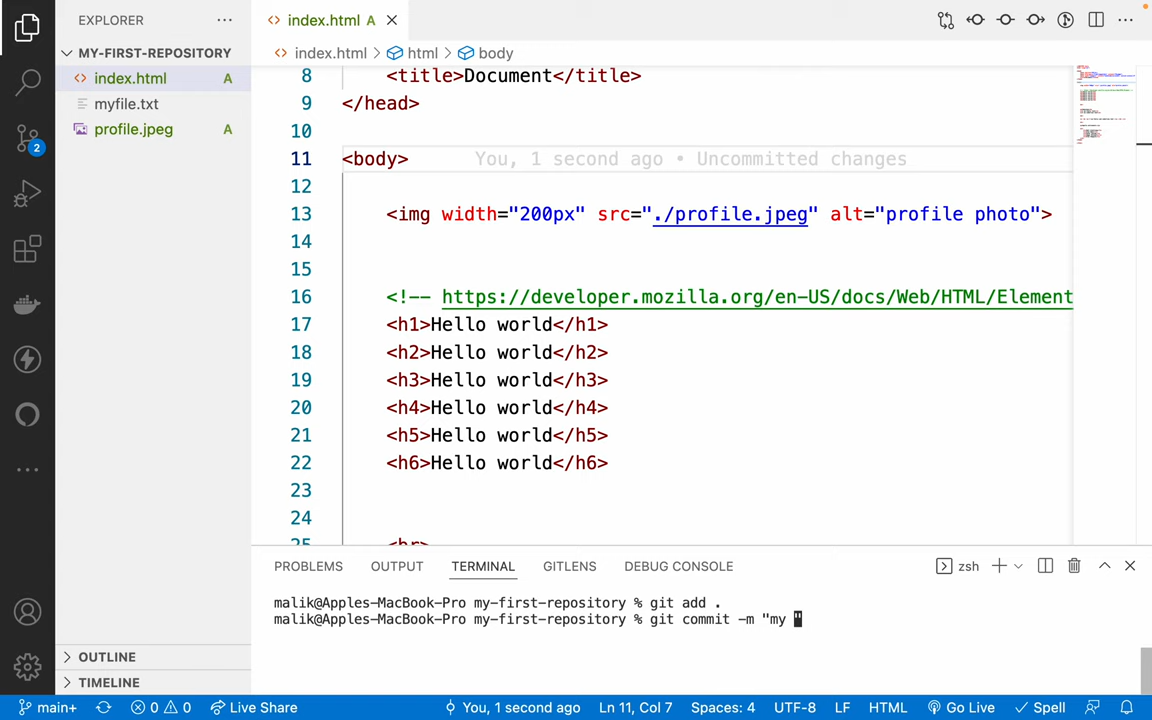 EXPLORER
index.html A
MY-FIRST-REPOSITORY
index.html > html > body
index.html A
myfile.txt
profile.jpeg A
2
8 <title>Document</title>
9 </head>
10
11 <body> You, 1 second ago • Uncommitted changes
12
13 <img width="200px" src="./profile.jpeg" alt="profile photo">
14
15
16 <!-- https://developer.mozilla.org/en-US/docs/Web/HTML/Element
17 <h1>Hello world</h1>
18 <h2>Hello world</h2>
19 <h3>Hello world</h3>
20 <h4>Hello world</h4>
21 <h5>Hello world</h5>
22 <h6>Hello world</h6>
23
24
25 <hr>
PROBLEMS OUTPUT TERMINAL GITLENS DEBUG CONSOLE zsh
malik@Apples-MacBook-Pro my-first-repository % git add .
malik@Apples-MacBook-Pro my-first-repository % git commit -m "my "
OUTLINE
TIMELINE
main+ 0 0 Live Share You, 1 second ago Ln 11, Col 7 Spaces: 4 UTF-8 LF HTML Go Live Spell